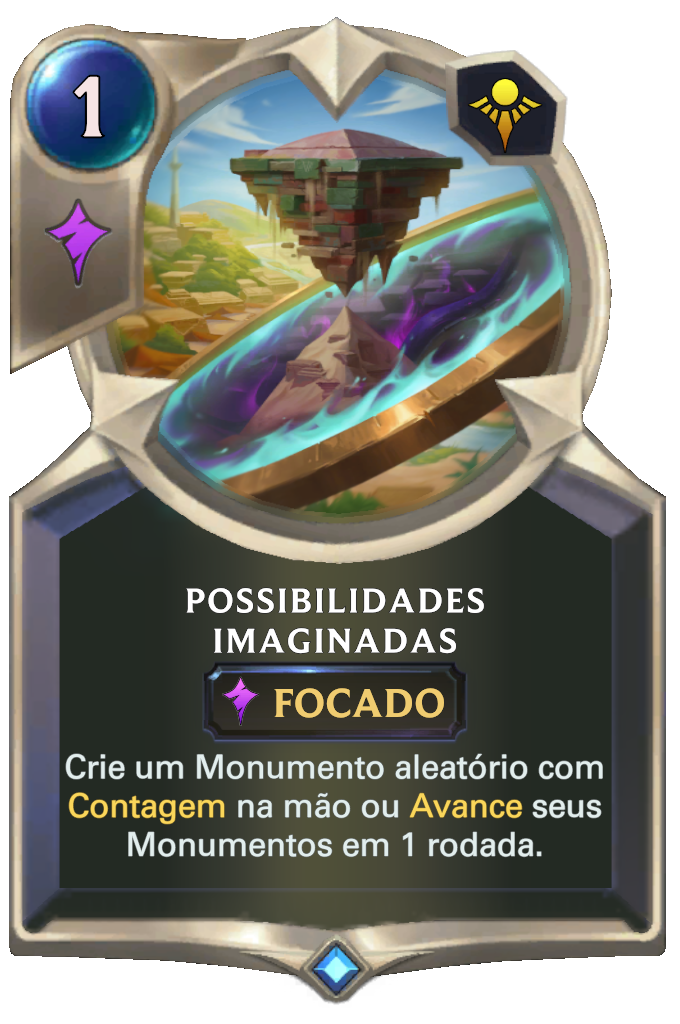 1
POSSIBILIDADES
IMAGINADAS
FOCADO
Crie um Monumento aleatório com
Contagem na mão ou Avance seus
Monumentos em 1 rodada.